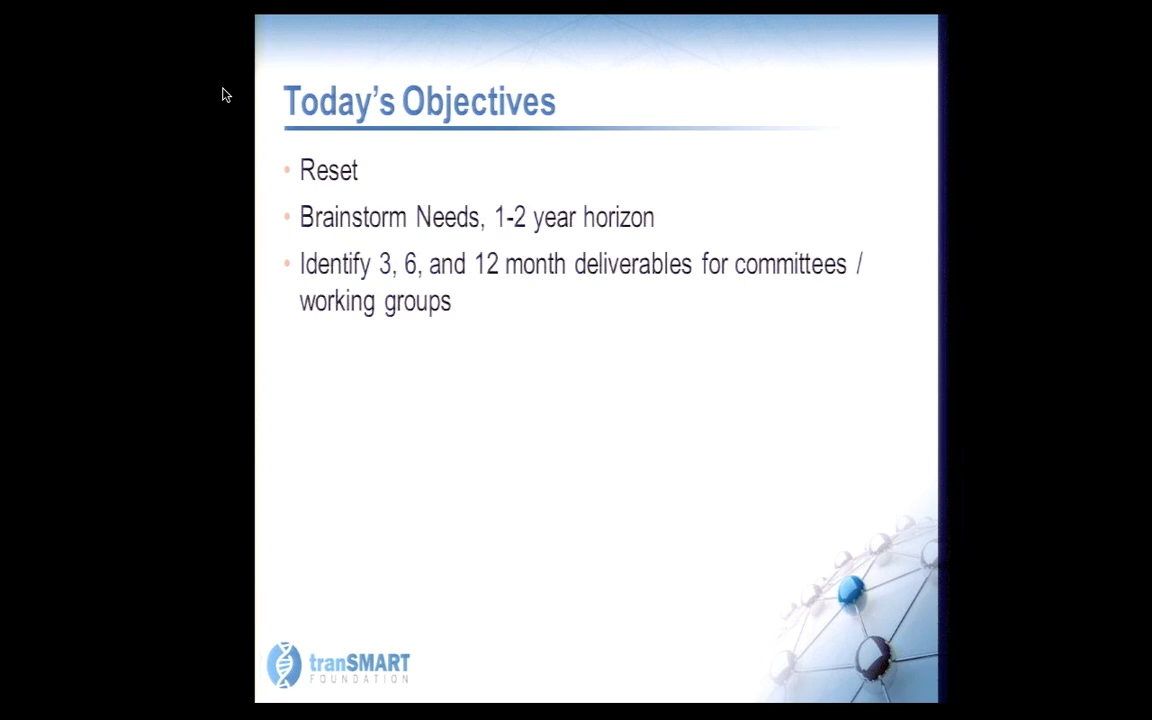 Today's Objectives
• Reset
• Brainstorm Needs, 1-2 year horizon
• Identify 3, 6, and 12 month deliverables for committees /
working groups
tranSMART
FOUNDATION